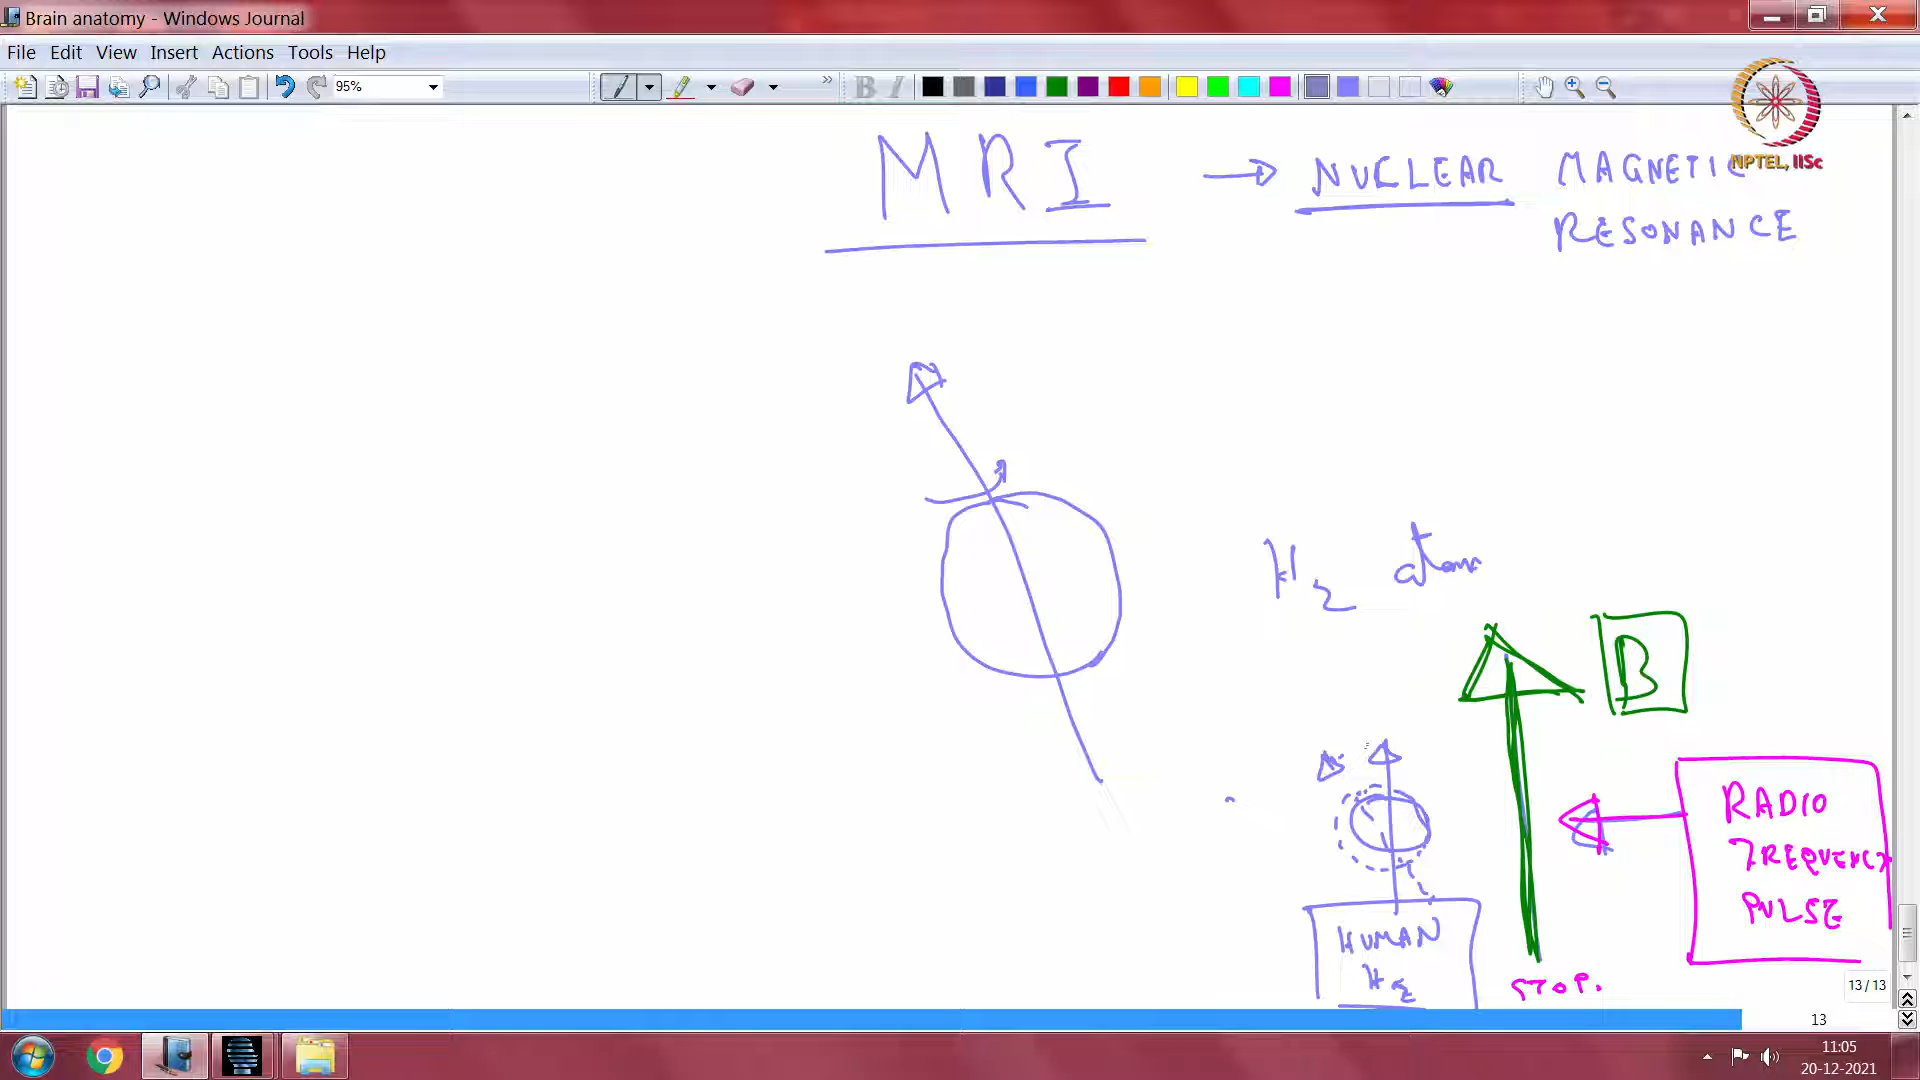 Brain anatomy - Windows Journal
File Edit View Insert Actions Tools Help
95%
B I
NPTEL, IISc
MRI → NUCLEAR MAGNETIC
RESONANCE
H2 atom
B
RADIO
FREQUENCY
PULSE
HUMAN
H2
STOP.
13 / 13
13
11:05
20-12-2021